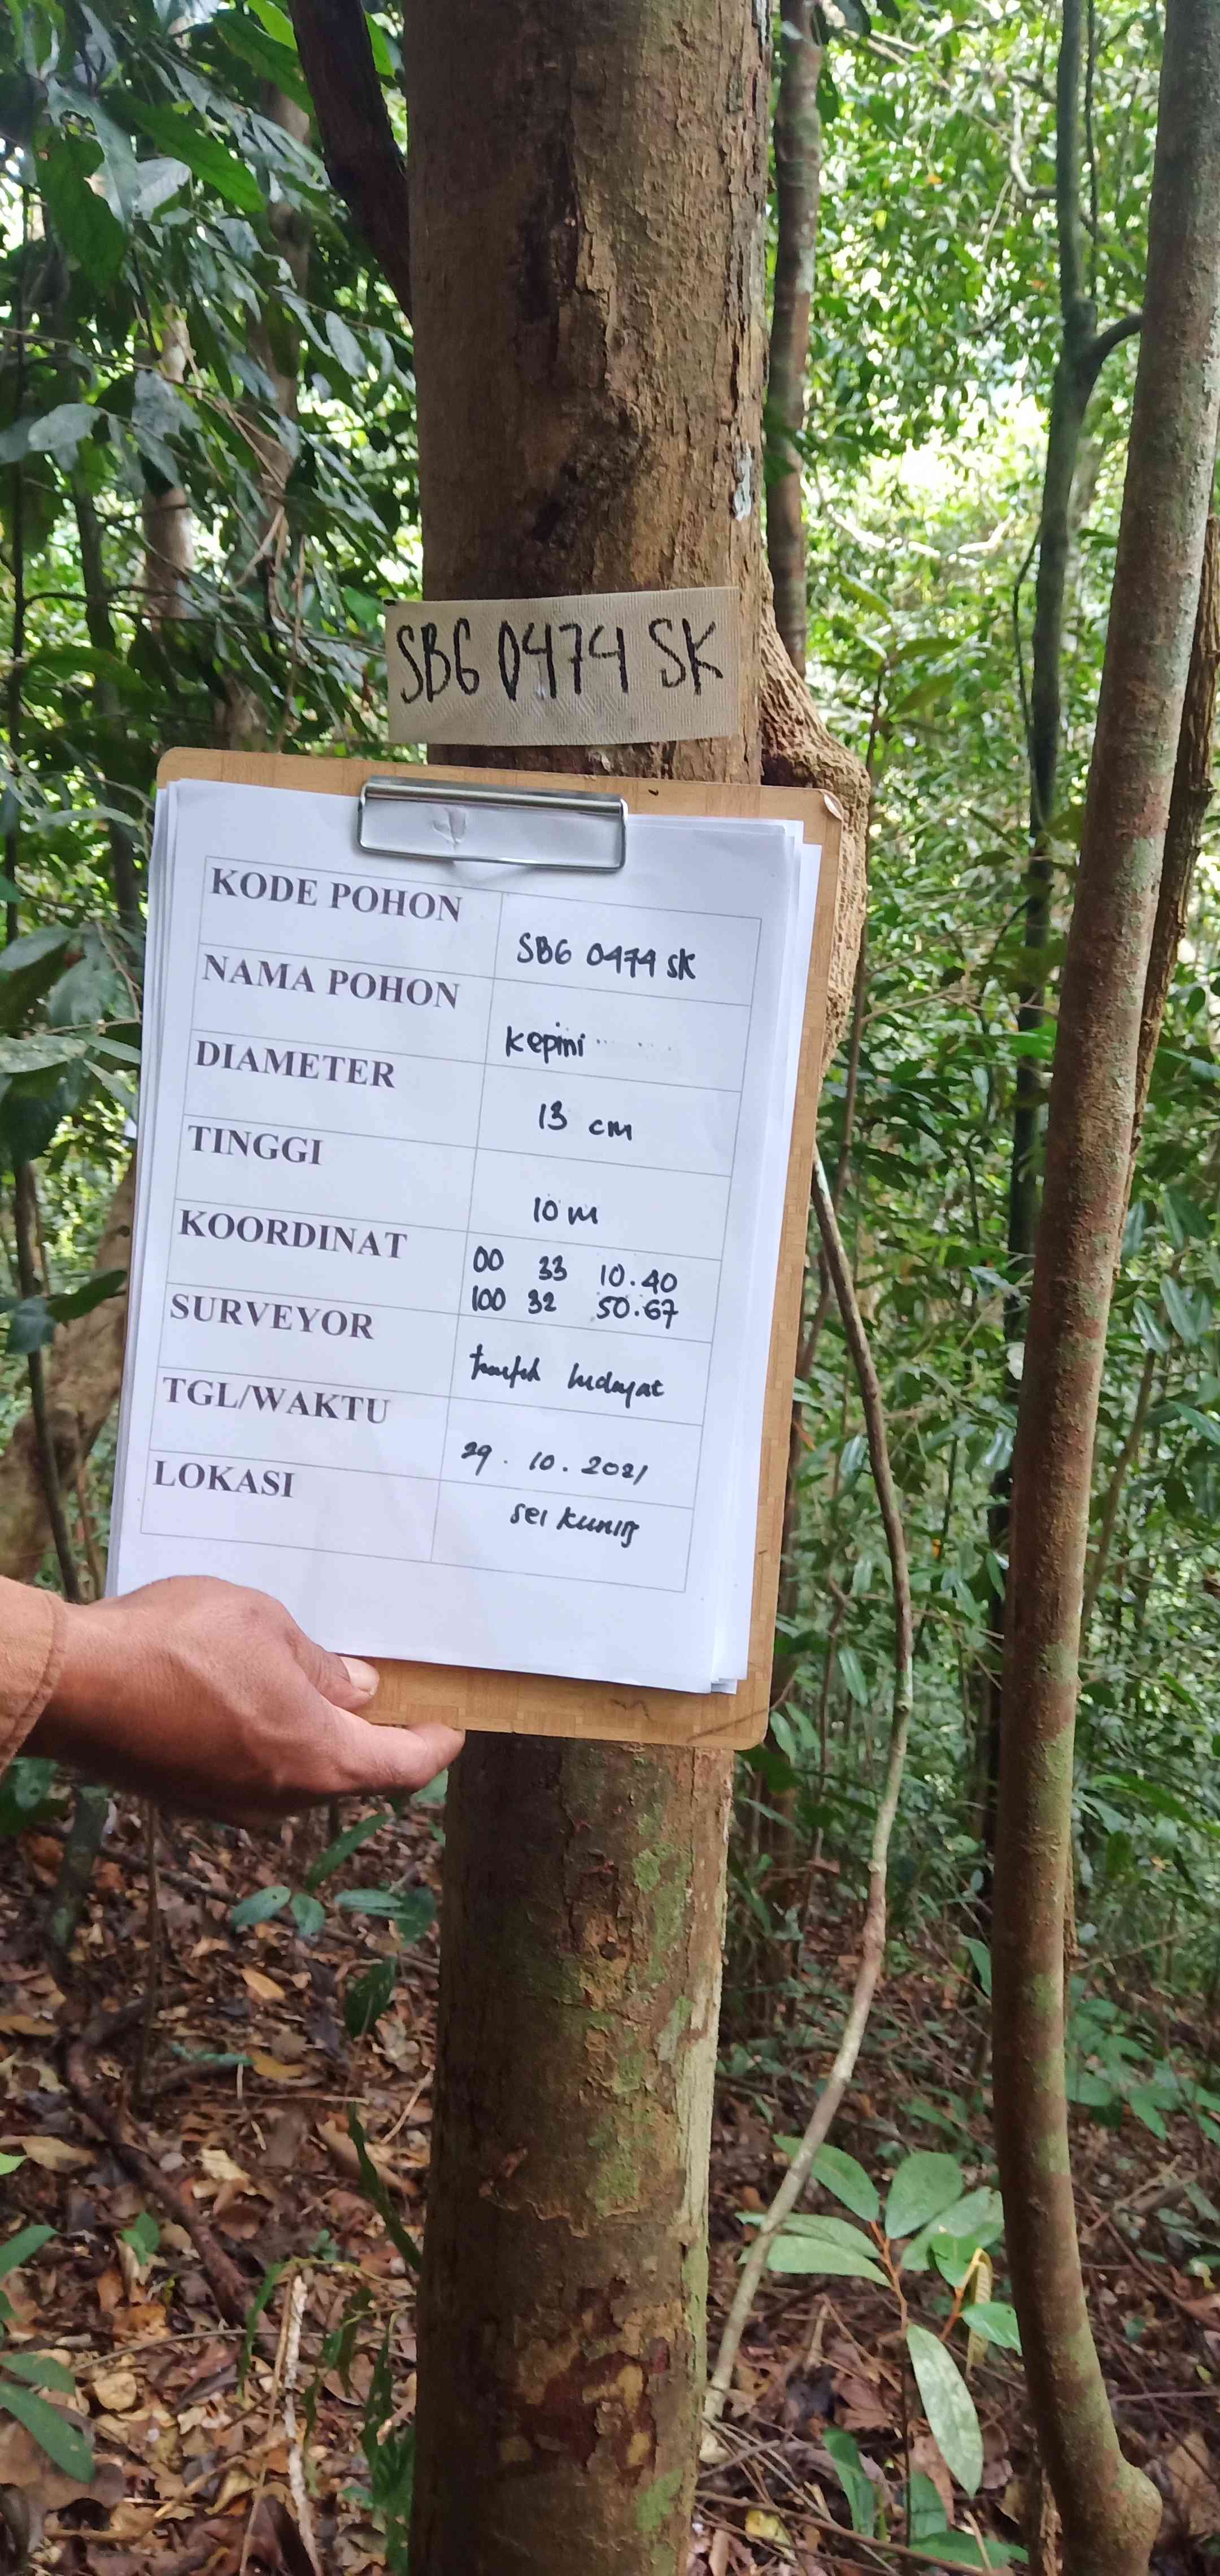 SBG 0474 SK
KODE POHON SBG 0474 SK
NAMA POHON Kepini
DIAMETER 13 cm
TINGGI 10 m
KOORDINAT 00 33 10.40
100 32 50.67
SURVEYOR hidayat
TGL/WAKTU 29.10.2021
LOKASI Sei Kuning